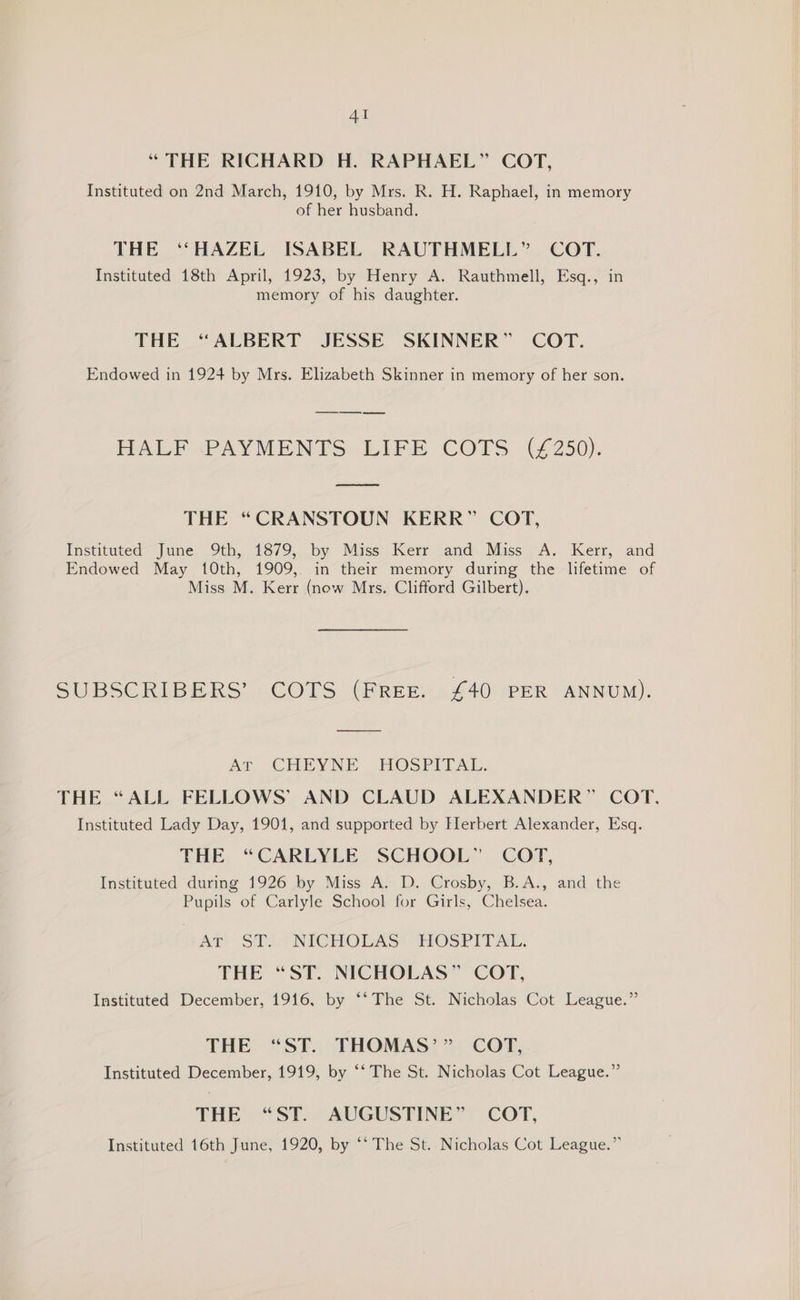 41
“THE RICHARD H. RAPHAEL” COT,
Instituted on 2nd March, 1910, by Mrs. R. H. Raphael, in memory
of her husband.
THE “HAZEL ISABEL RAUTHMELL” COT.
Instituted 18th April, 1923, by Henry A. Rauthmell, Esq., in
memory of his daughter.
THE “ALBERT JESSE SKINNER” COT.
Endowed in 1924 by Mrs. Elizabeth Skinner in memory of her son.
HALF PAYMENTS LIFE COTS (£250).
THE “CRANSTOUN KERR” COT,
Instituted June 9th, 1879, by Miss Kerr and Miss A. Kerr, and
Endowed May 10th, 1909, in their memory during the lifetime of
Miss M. Kerr (now Mrs. Clifford Gilbert).
SUBSCRIBERS’ COTS (FREE. £40 PER ANNUM).
AT CHEYNE HOSPITAL.
THE “ALL FELLOWS’ AND CLAUD ALEXANDER” COT.
Instituted Lady Day, 1901, and supported by Herbert Alexander, Esq.
THE “CARLYLE SCHOOL” COT,
Instituted during 1926 by Miss A. D. Crosby, B.A., and the
Pupils of Carlyle School for Girls, Chelsea.
AT ST. NICHOLAS HOSPITAL.
THE “ST. NICHOLAS” COT,
Instituted December, 1916, by “The St. Nicholas Cot League.”
THE “ST. THOMAS’” COT,
Instituted December, 1919, by “The St. Nicholas Cot League.”
THE “ST. AUGUSTINE” COT,
Instituted 16th June, 1920, by “The St. Nicholas Cot League.”